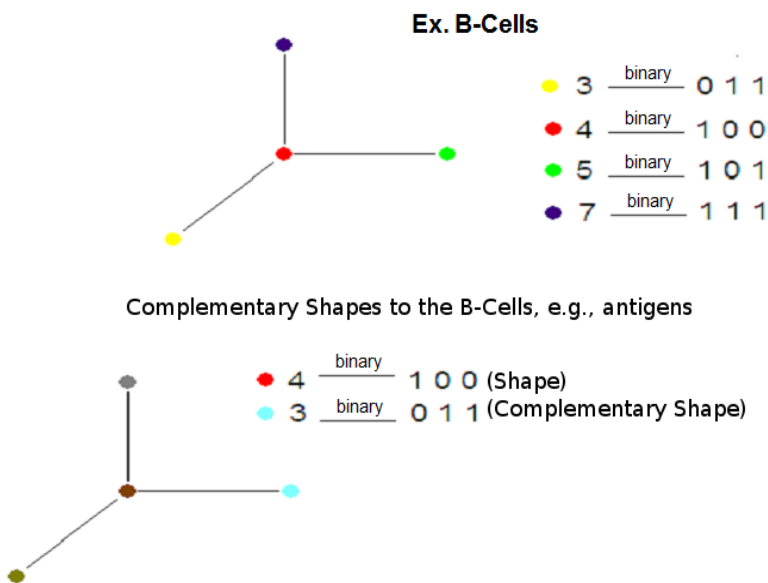 Ex. B-Cells
3 binary 0 1 1
4 binary 1 0 0
5 binary 1 0 1
7 binary 1 1 1
Complementary Shapes to the B-Cells, e.g., antigens
4 binary 1 0 0 (Shape)
3 binary 0 1 1 (Complementary Shape)